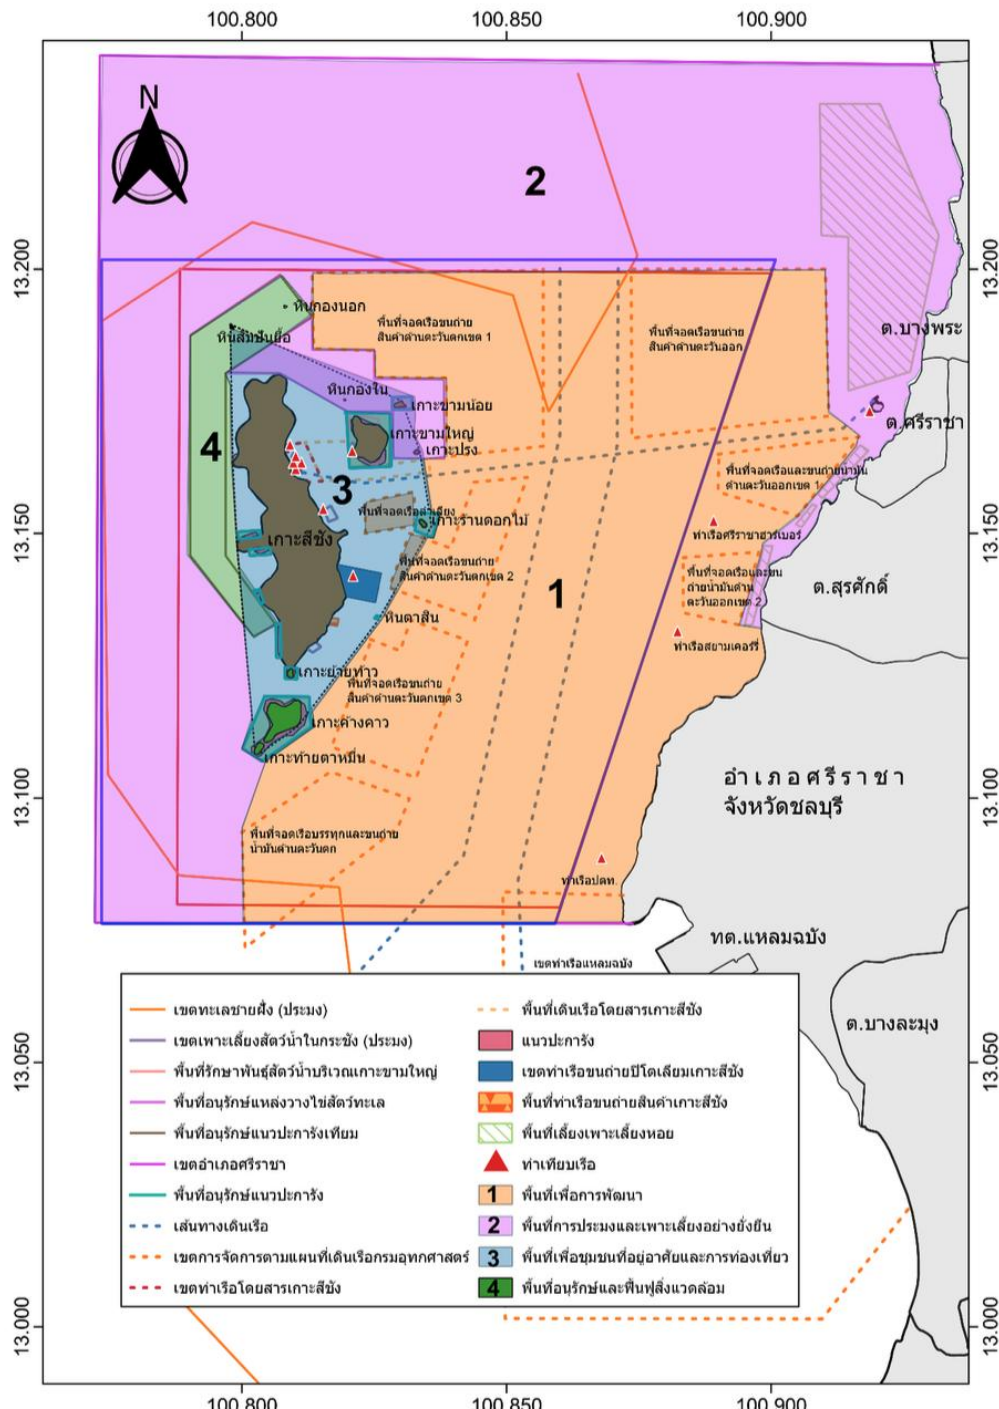 100.800
100.850
100.900
N
2
13.200
13.200
หินกองนอก
หินสัมปันยื้อ
พื้นที่จอดเรือขนถ่าย
สินค้าด้านตะวันตกเขต 1
พื้นที่จอดเรือขนถ่าย
สินค้าด้านตะวันออก
ต.บางพระ
หินกองใน
เกาะขามน้อย
ต.ศรีราชา
เกาะขามใหญ่
เกาะปรง
4
3
พื้นที่จอดเรือและขนถ่ายน้ำมัน
ด้านตะวันออกเขต 1
13.150
13.150
เกาะร้านดอกไม้
เกาะสีชัง
ท่าเรือศรีราชาฮาร์เบอร์
พื้นที่จอดเรือขนถ่าย
สินค้าด้านตะวันตกเขต 2
พื้นที่จอดเรือและขน
ถ่ายน้ำมันด้าน
ตะวันออกเขต 2
1
ต.สุรศักดิ์
หินตาสิน
ท่าเรือสยามเคอรี่
เกาะยายท้าว
พื้นที่จอดเรือขนถ่าย
สินค้าด้านตะวันตกเขต 3
เกาะค้างคาว
เกาะท้ายตาหมื่น
13.100
13.100
อำเภอศรีราชา
จังหวัดชลบุรี
พื้นที่จอดเรือบรรทุกและขนถ่าย
น้ำมันด้านตะวันตก
ท่าเรือปตท.
ทต.แหลมฉบัง
เขตท่าเรือแหลมฉบัง
ต.บางละมุง
13.050
13.050
เขตทะเลชายฝั่ง (ประมง)
เขตเพาะเลี้ยงสัตว์น้ำในกระชัง (ประมง)
พื้นที่รักษาพันธุ์สัตว์น้ำบริเวณเกาะขามใหญ่
พื้นที่อนุรักษ์แหล่งวางไข่สัตว์ทะเล
พื้นที่อนุรักษ์แนวปะการังเทียม
เขตอำเภอศรีราชา
พื้นที่อนุรักษ์แนวปะการัง
เส้นทางเดินเรือ
เขตการจัดการตามแผนที่เดินเรือกรมอุทกศาสตร์
เขตท่าเรือโดยสารเกาะสีชัง
พื้นที่เดินเรือโดยสารเกาะสีชัง
แนวปะการัง
เขตท่าเรือขนถ่ายปิโตเลียมเกาะสีชัง
พื้นที่ท่าเรือขนถ่ายสินค้าเกาะสีชัง
พื้นที่เลี้ยงเพาะเลี้ยงหอย
ท่าเทียบเรือ
1 พื้นที่เพื่อการพัฒนา
2 พื้นที่การประมงและเพาะเลี้ยงอย่างยั่งยืน
3 พื้นที่เพื่อชุมชนที่อยู่อาศัยและการท่องเที่ยว
4 พื้นที่อนุรักษ์และฟื้นฟูสิ่งแวดล้อม
13.000
13.000
100.800
100.850
100.900